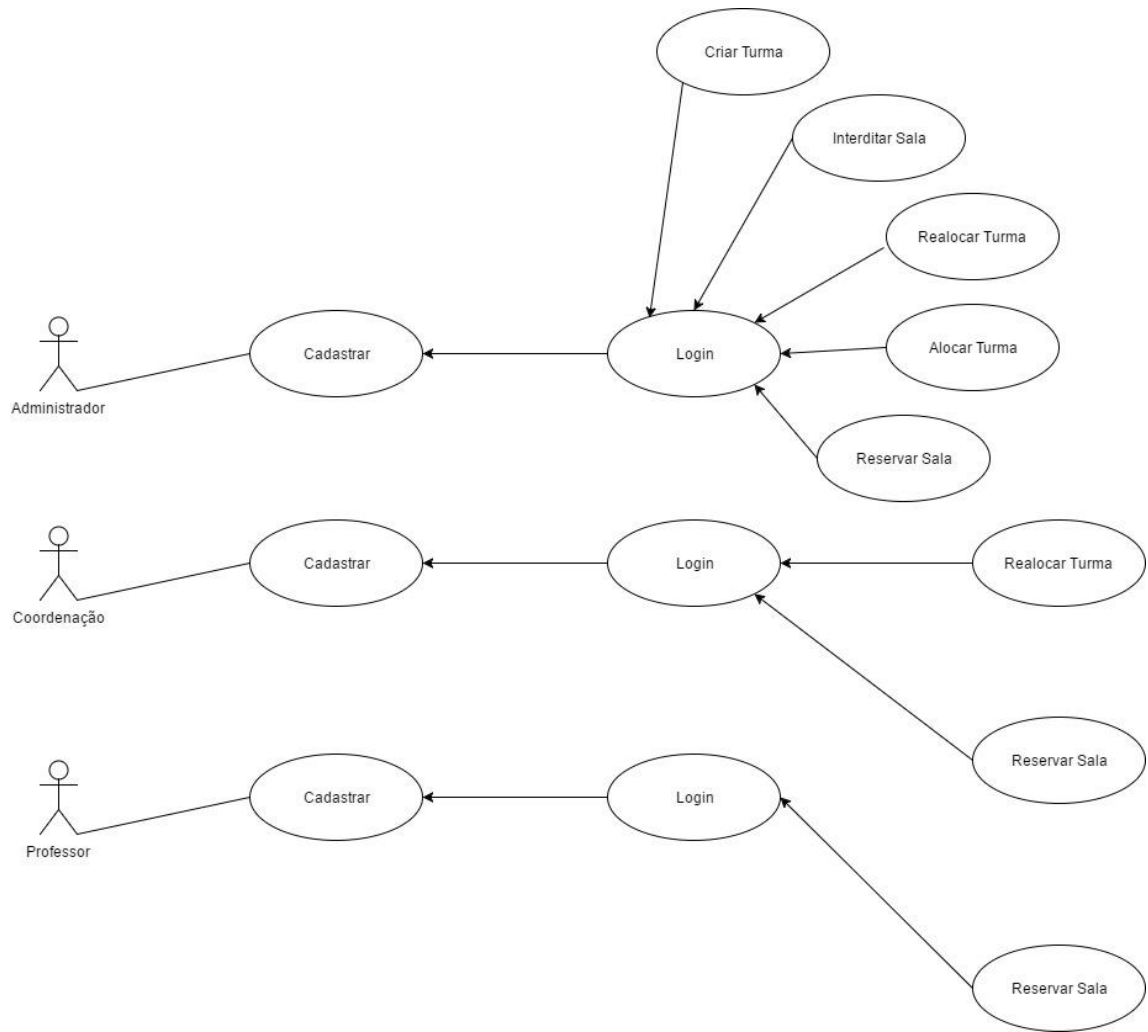 Criar Turma
Interditar Sala
Realocar Turma
Alocar Turma
Cadastrar
Login
Administrador
Reservar Sala
Cadastrar
Login
Realocar Turma
Coordenação
Reservar Sala
Cadastrar
Login
Professor
Reservar Sala